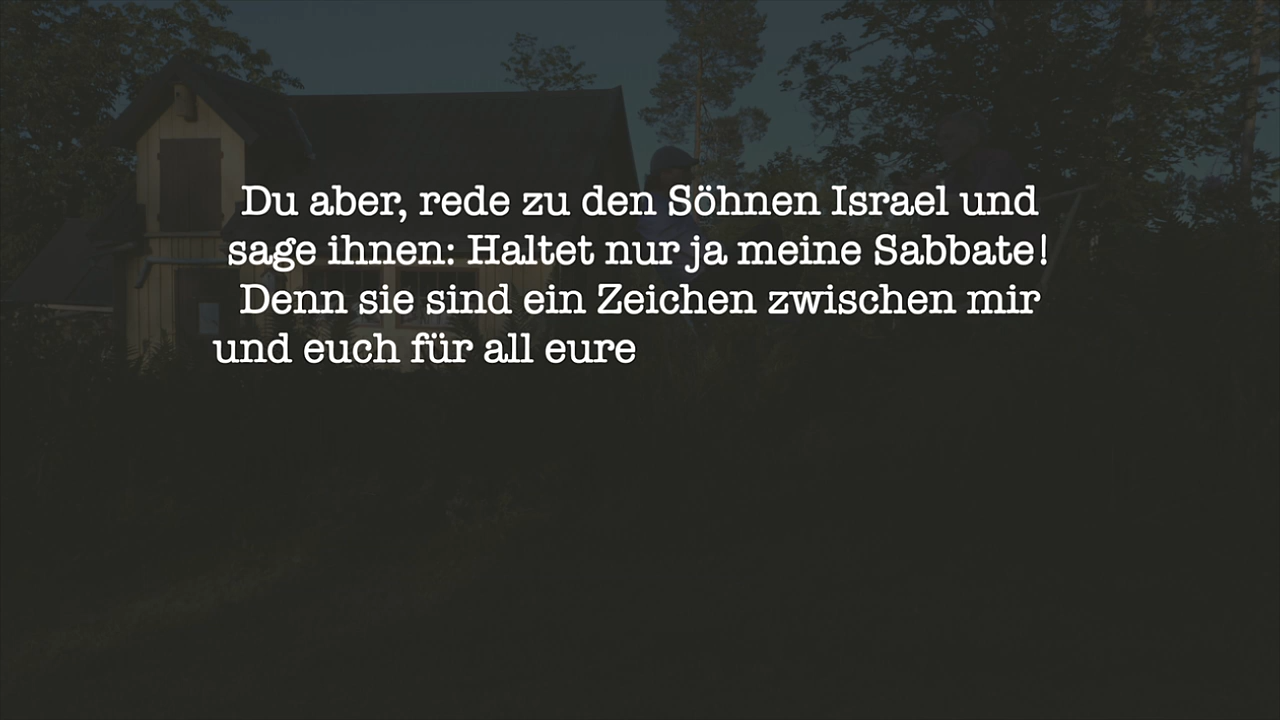 Du aber, rede zu den Söhnen Israel und
sage ihnen: Haltet nur ja meine Sabbate!
Denn sie sind ein Zeichen zwischen mir
und euch für all eure